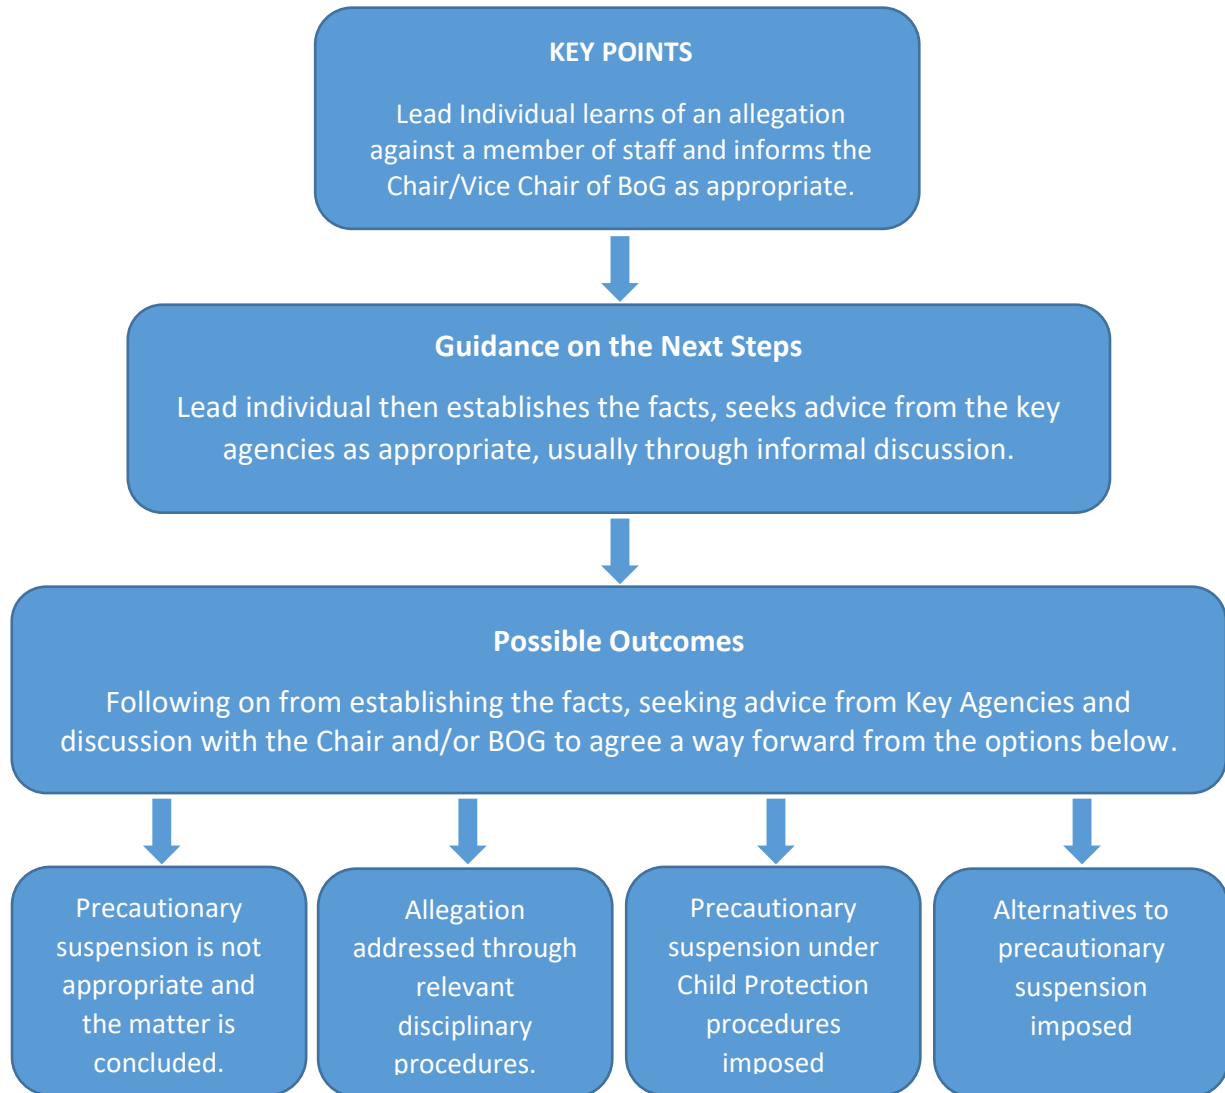 KEY POINTS
Lead Individual learns of an allegation
against a member of staff and informs the
Chair/Vice Chair of BoG as appropriate.
Guidance on the Next Steps
Lead individual then establishes the facts, seeks advice from the key
agencies as appropriate, usually through informal discussion.
Possible Outcomes
Following on from establishing the facts, seeking advice from Key Agencies and
discussion with the Chair and/or BOG to agree a way forward from the options below.
Precautionary
suspension is not
appropriate and
the matter is
concluded.
Allegation
addressed through
relevant
disciplinary
procedures.
Precautionary
suspension under
Child Protection
procedures
imposed
Alternatives to
precautionary
suspension
imposed